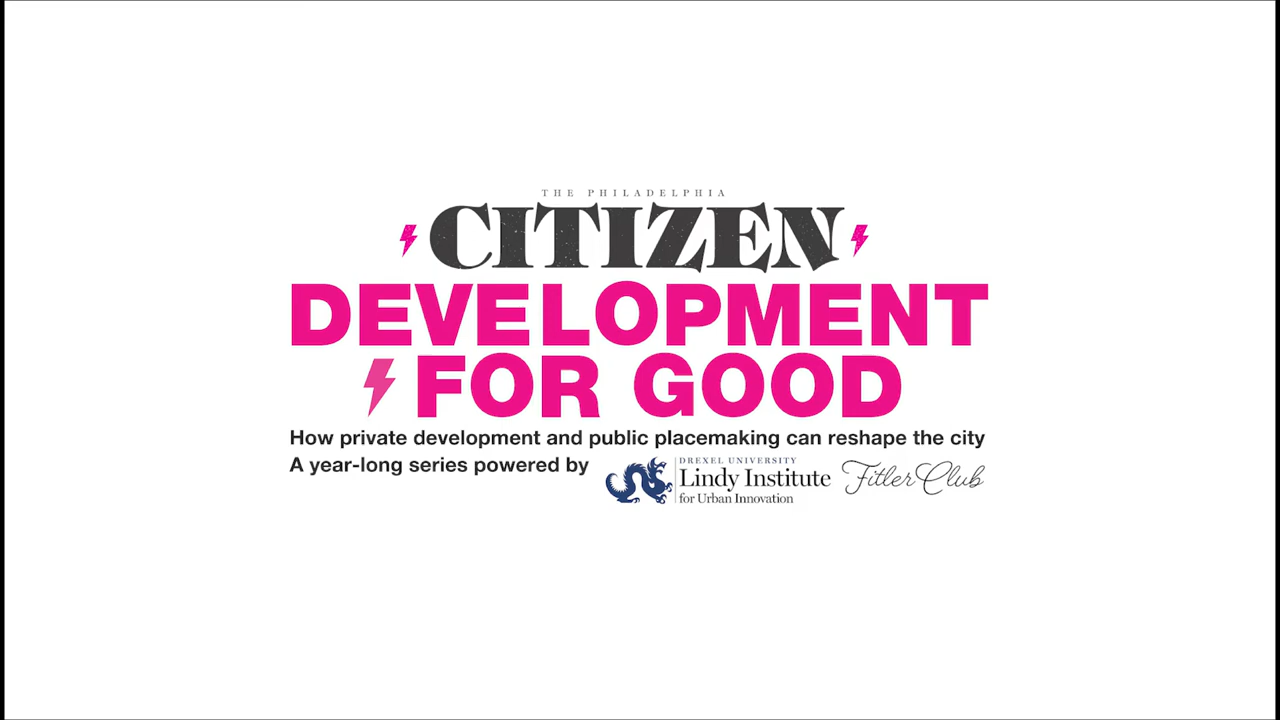 THE PHILADELPHIA
CITIZEN
DEVELOPMENT
FOR GOOD
How private development and public placemaking can reshape the city
A year-long series powered by
DREXEL UNIVERSITY
Lindy Institute
for Urban Innovation
Fitler Club